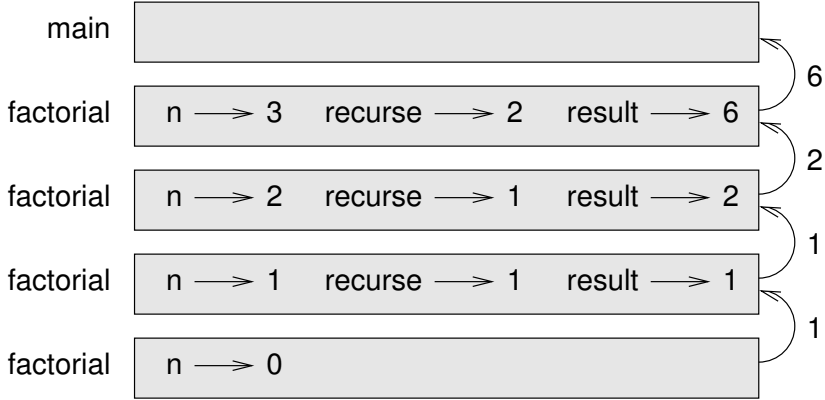 main
6
factorial n 3 recurse 2 result 6
2
factorial n 2 recurse 1 result 2
1
factorial n 1 recurse 1 result 1
1
factorial n 0